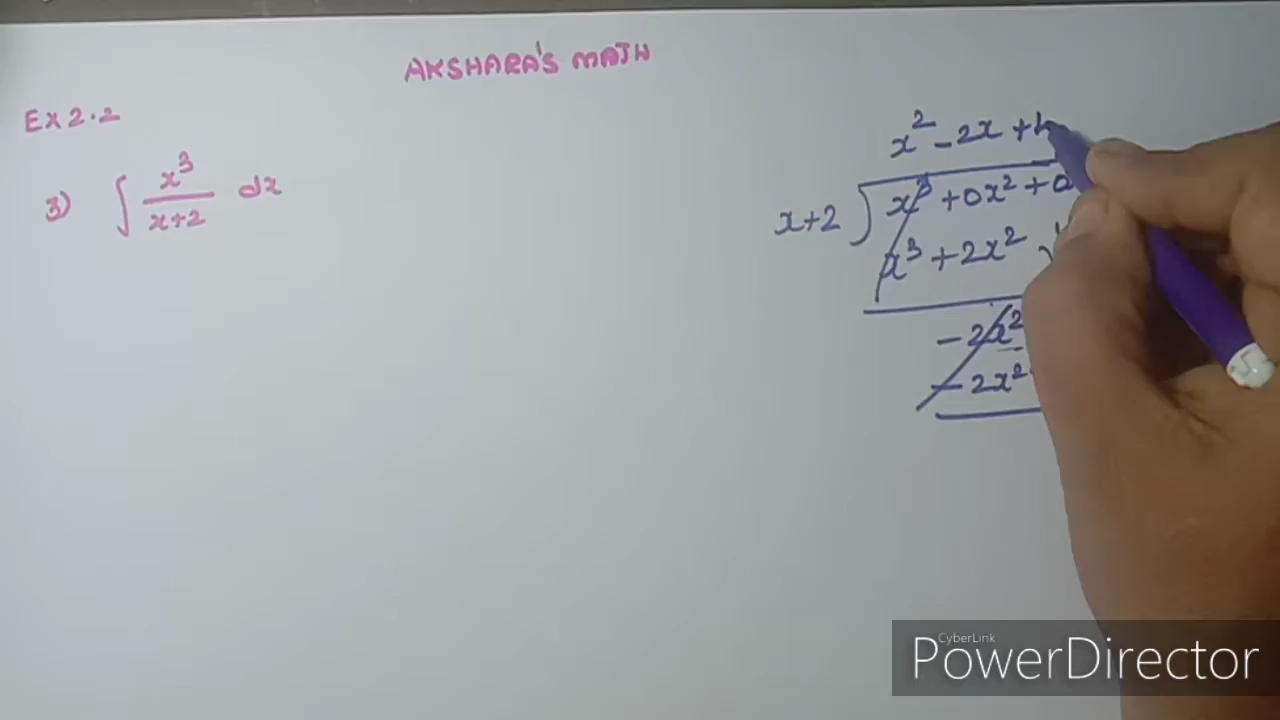 AKSHARA'S MATH
Ex 2.2
3) ∫ x³/x+2 dx
x² - 2x +4
x+2 ) x³ +0x² +0
x³ +2x²
- 2x²
- 2x²
CyberLink
PowerDirector